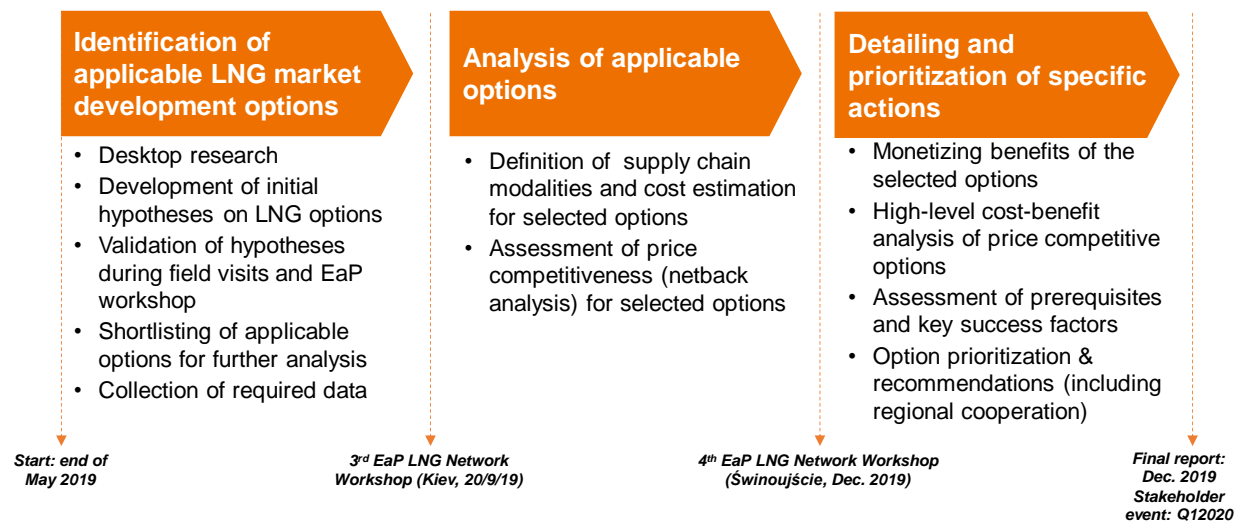 Identification of
applicable LNG market
development options
• Desktop research
• Development of initial
hypotheses on LNG options
• Validation of hypotheses
during field visits and EaP
workshop
• Shortlisting of applicable
options for further analysis
• Collection of required data
Analysis of applicable
options
• Definition of  supply chain
modalities and cost estimation
for selected options
• Assessment of price
competitiveness (netback
analysis) for selected options
Detailing and
prioritization of specific
actions
• Monetizing benefits of the
selected options
• High-level cost-benefit
analysis of price competitive
options
• Assessment of prerequisites
and key success factors
• Option prioritization &
recommendations (including
regional cooperation)
Start: end of
May 2019
3rd EaP LNG Network
Workshop (Kiev, 20/9/19)
4th EaP LNG Network Workshop
(Świnoujście, Dec. 2019)
Final report:
Dec. 2019
Stakeholder
event: Q12020